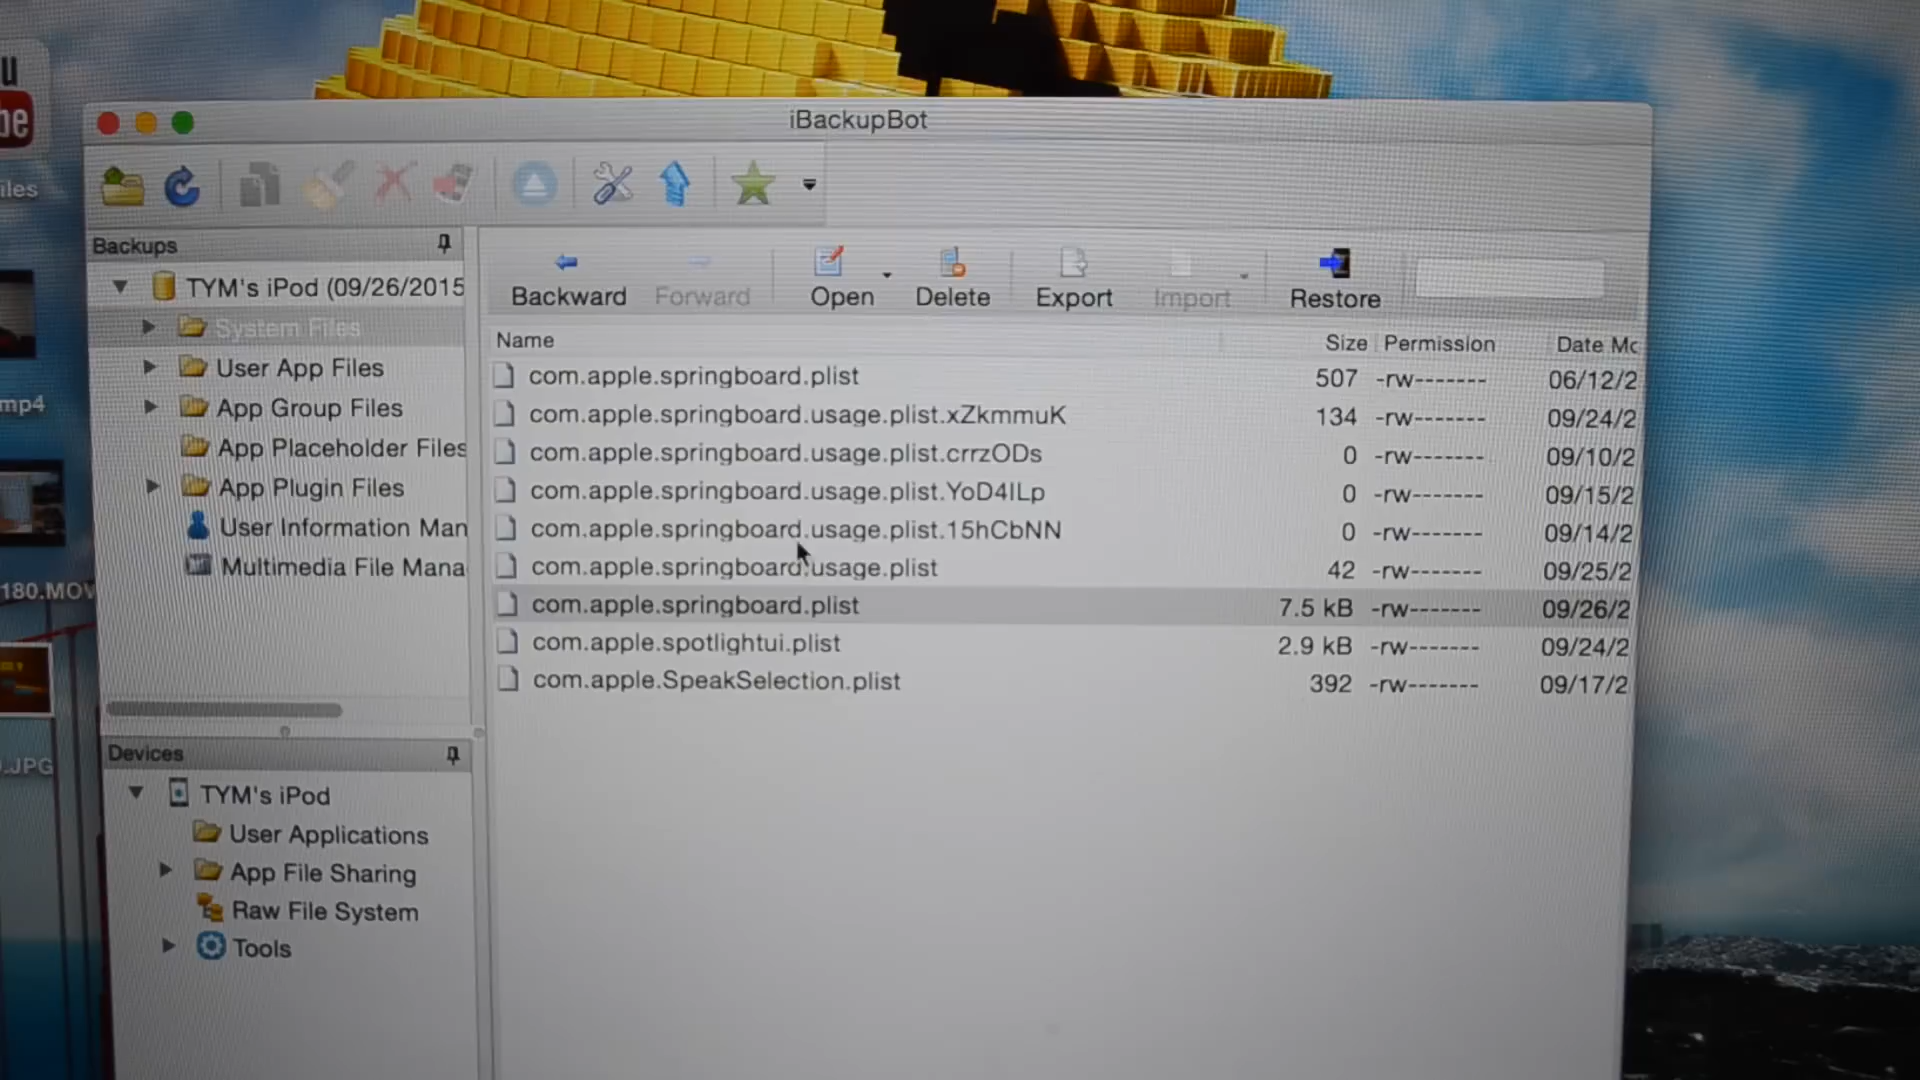 u
be
iles
mp4
180.MOV
.JPG
iBackupBot
Backups
TYM's iPod (09/26/2015
System Files
User App Files
App Group Files
App Placeholder Files
App Plugin Files
User Information Man
Multimedia File Mana
Devices
TYM's iPod
User Applications
App File Sharing
Raw File System
Tools
Backward Forward Open Delete Export Import Restore
Name Size Permission Date Mo
com.apple.springboard.plist 507 -rw------- 06/12/2
com.apple.springboard.usage.plist.xZkmmuK 134 -rw------- 09/24/2
com.apple.springboard.usage.plist.crrzODs 0 -rw------- 09/10/2
com.apple.springboard.usage.plist.YoD4ILp 0 -rw------- 09/15/2
com.apple.springboard.usage.plist.15hCbNN 0 -rw------- 09/14/2
com.apple.springboard.usage.plist 42 -rw------- 09/25/2
com.apple.springboard.plist 7.5 kB -rw------- 09/26/2
com.apple.spotlightui.plist 2.9 kB -rw------- 09/24/2
com.apple.SpeakSelection.plist 392 -rw------- 09/17/2